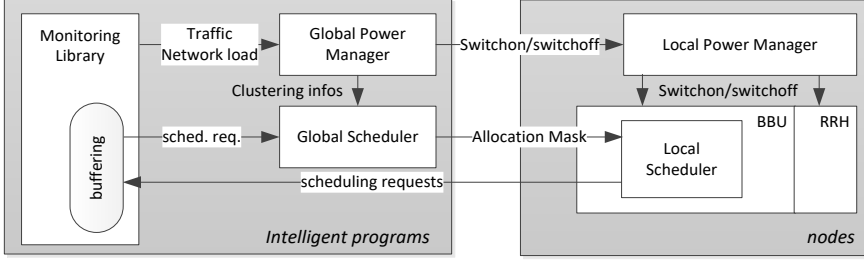 Monitoring
Library
Traffic
Network load
Global Power
Manager
Switchon/switchoff
Local Power Manager
Clustering infos
Switchon/switchoff
buffering
sched. req.
Global Scheduler
Allocation Mask
BBU
RRH
Local
Scheduler
scheduling requests
Intelligent programs
nodes